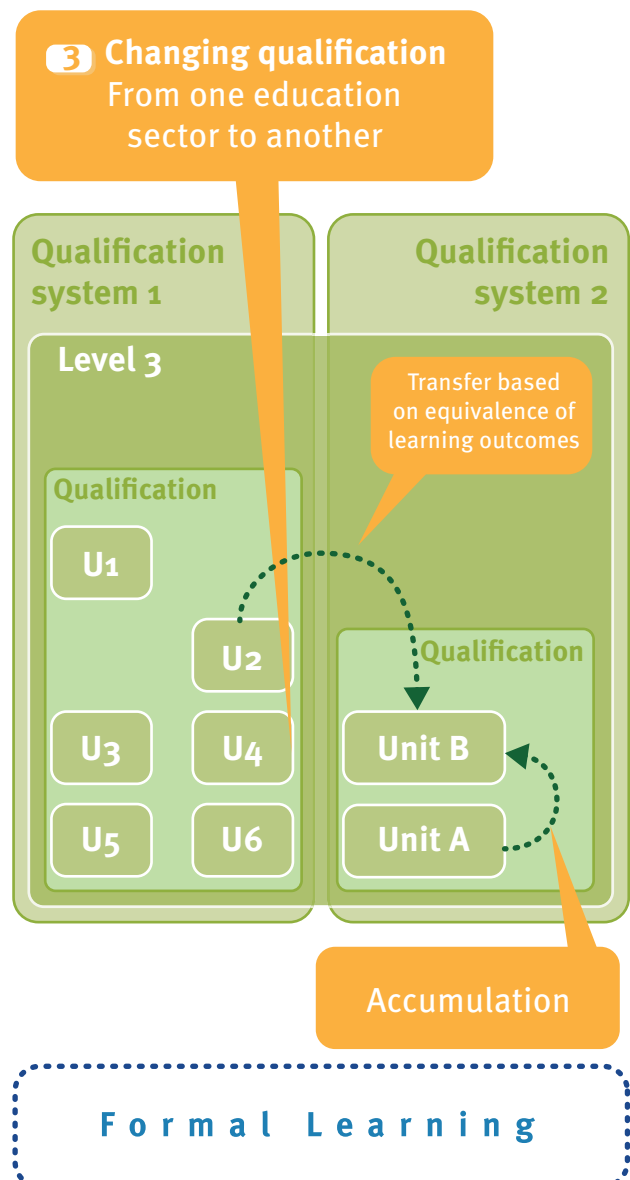 3 Changing qualification
From one education
sector to another
Qualification
system 1
Qualification
system 2
Level 3
Transfer based
on equivalence of
learning outcomes
Qualification
U1
U2
U3
U4
U5
U6
Qualification
Unit B
Unit A
Accumulation
Formal Learning